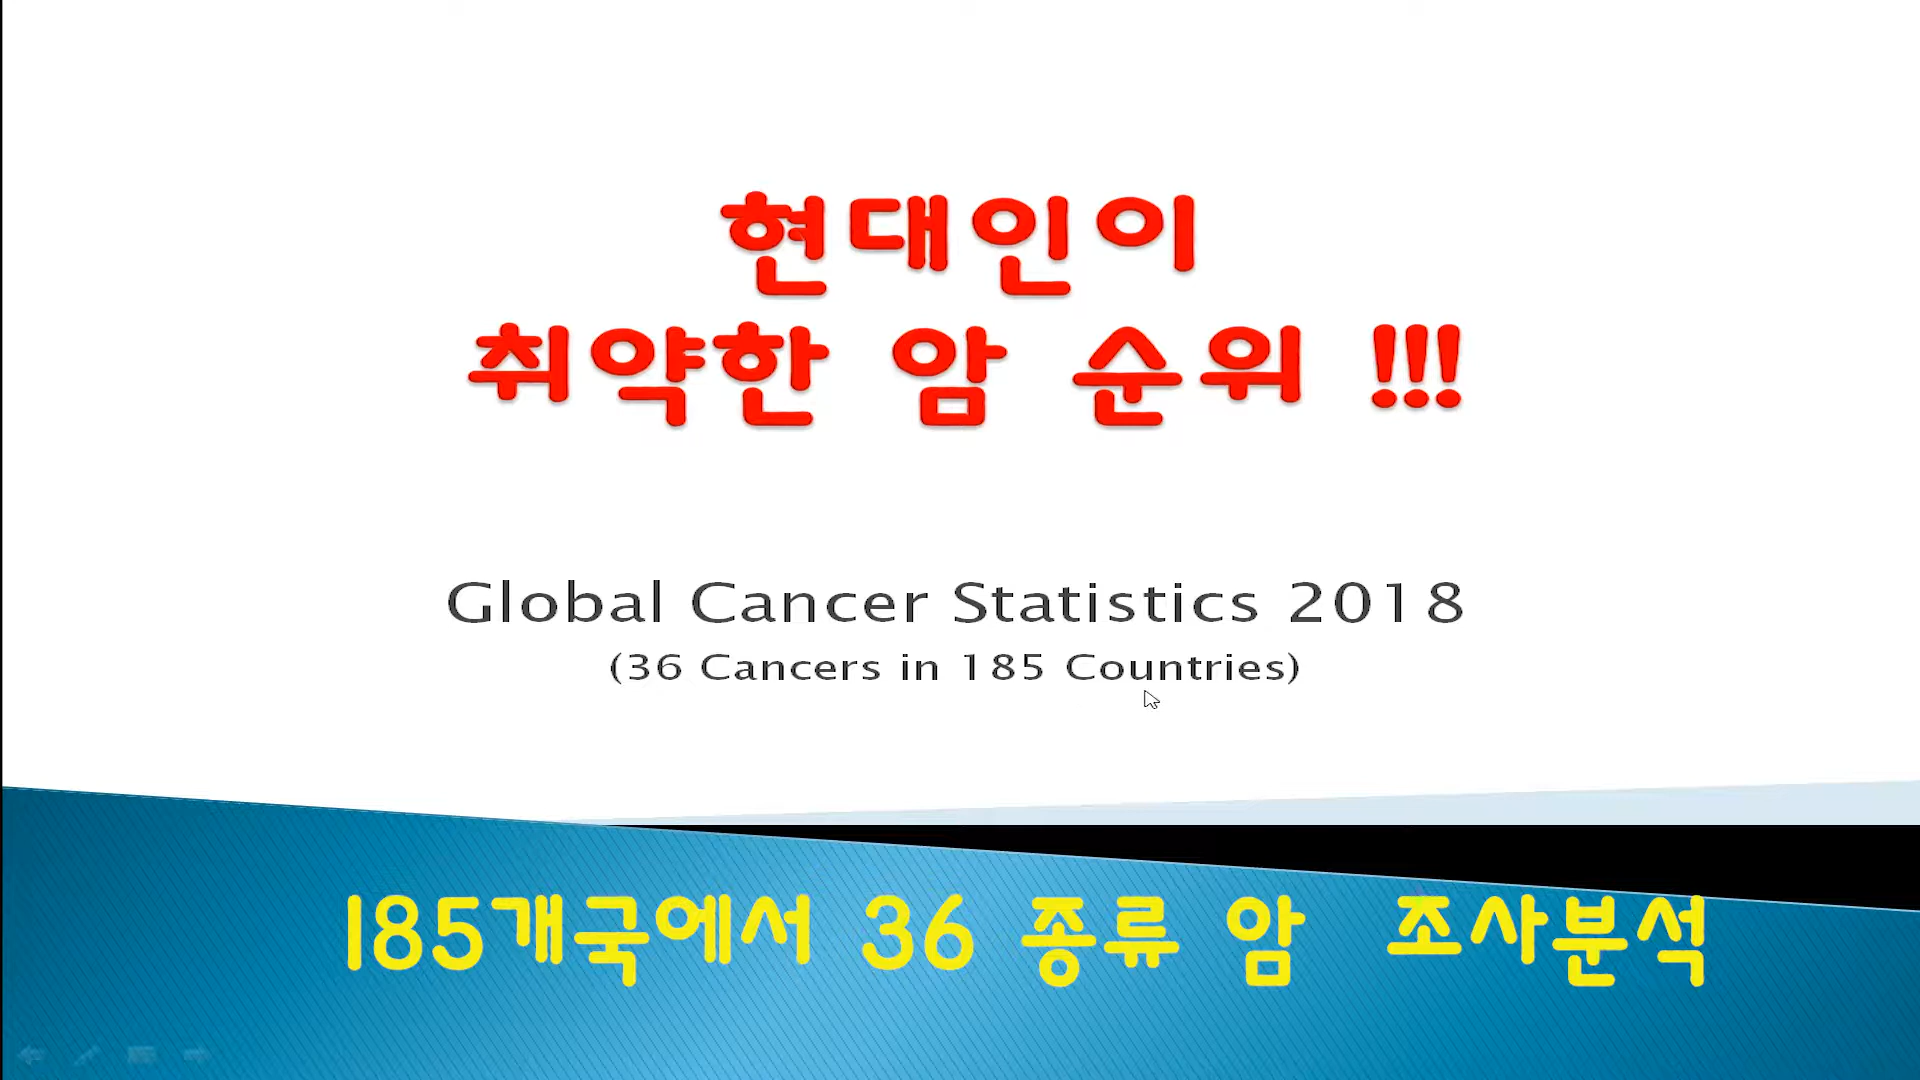 현대인이
취약한 암 순위 !!!
Global Cancer Statistics 2018
(36 Cancers in 185 Countries)
185개국에서 36 종류 암 조사분석